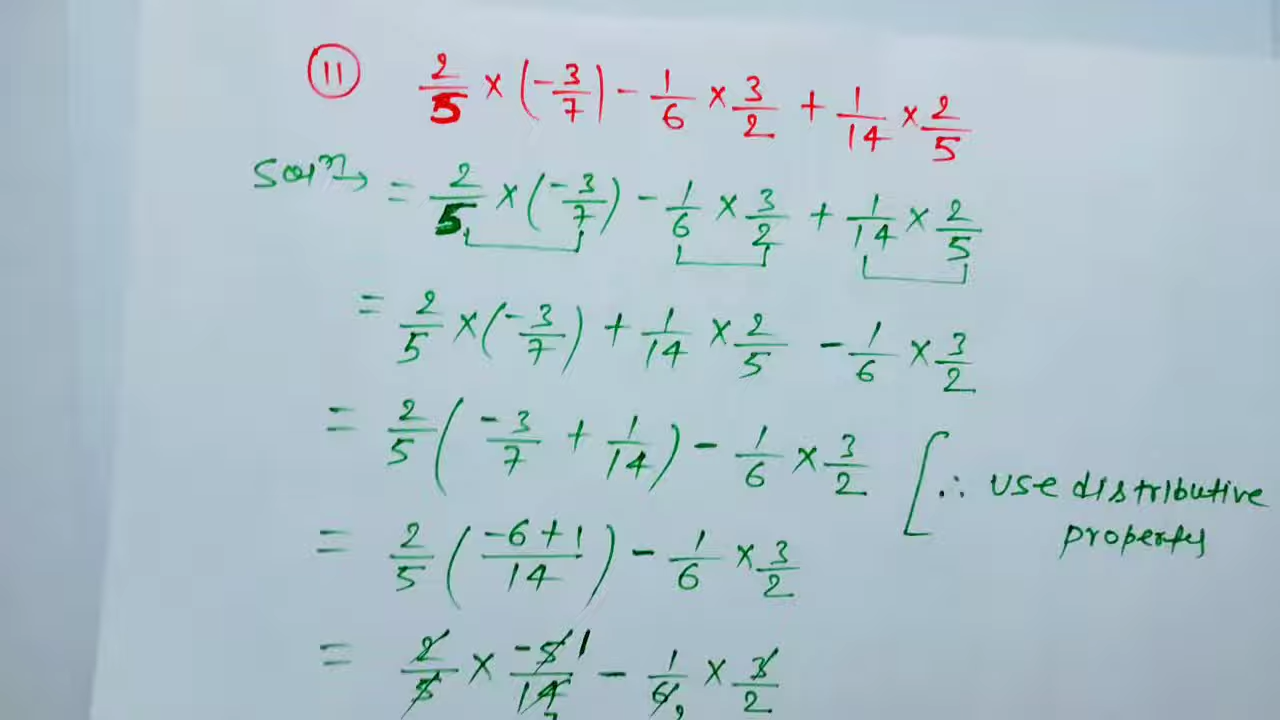 (11) 2/5 × (-3/7) - 1/6 × 3/2 + 1/14 × 2/5
Solⁿ→ = 2/5 × (-3/7) - 1/6 × 3/2 + 1/14 × 2/5
= 2/5 × (-3/7) + 1/14 × 2/5 - 1/6 × 3/2
= 2/5 ( -3/7 + 1/14 ) - 1/6 × 3/2 [ ∴ use distributive
property
= 2/5 ( -6+1/14 ) - 1/6 × 3/2
= 2/5 × -5/14 1 - 1/6 2 × 3/2